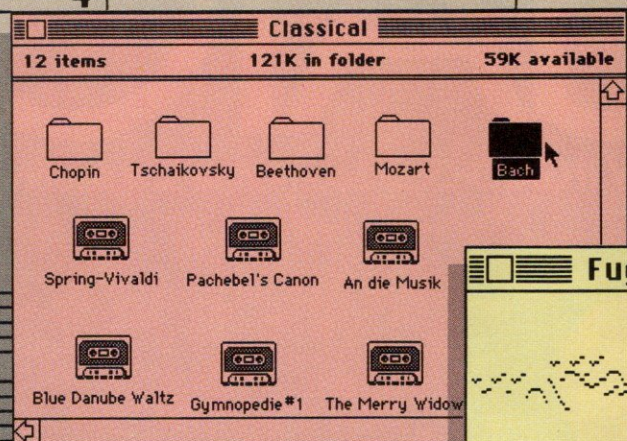 Classical
12 items 121K in folder 59K available
Chopin Tschaikovsky Beethoven Mozart Bach
Spring-Vivaldi Pachebel's Canon An die Musik
Fug
Blue Danube Waltz Gymnopedie#1 The Merry Widow